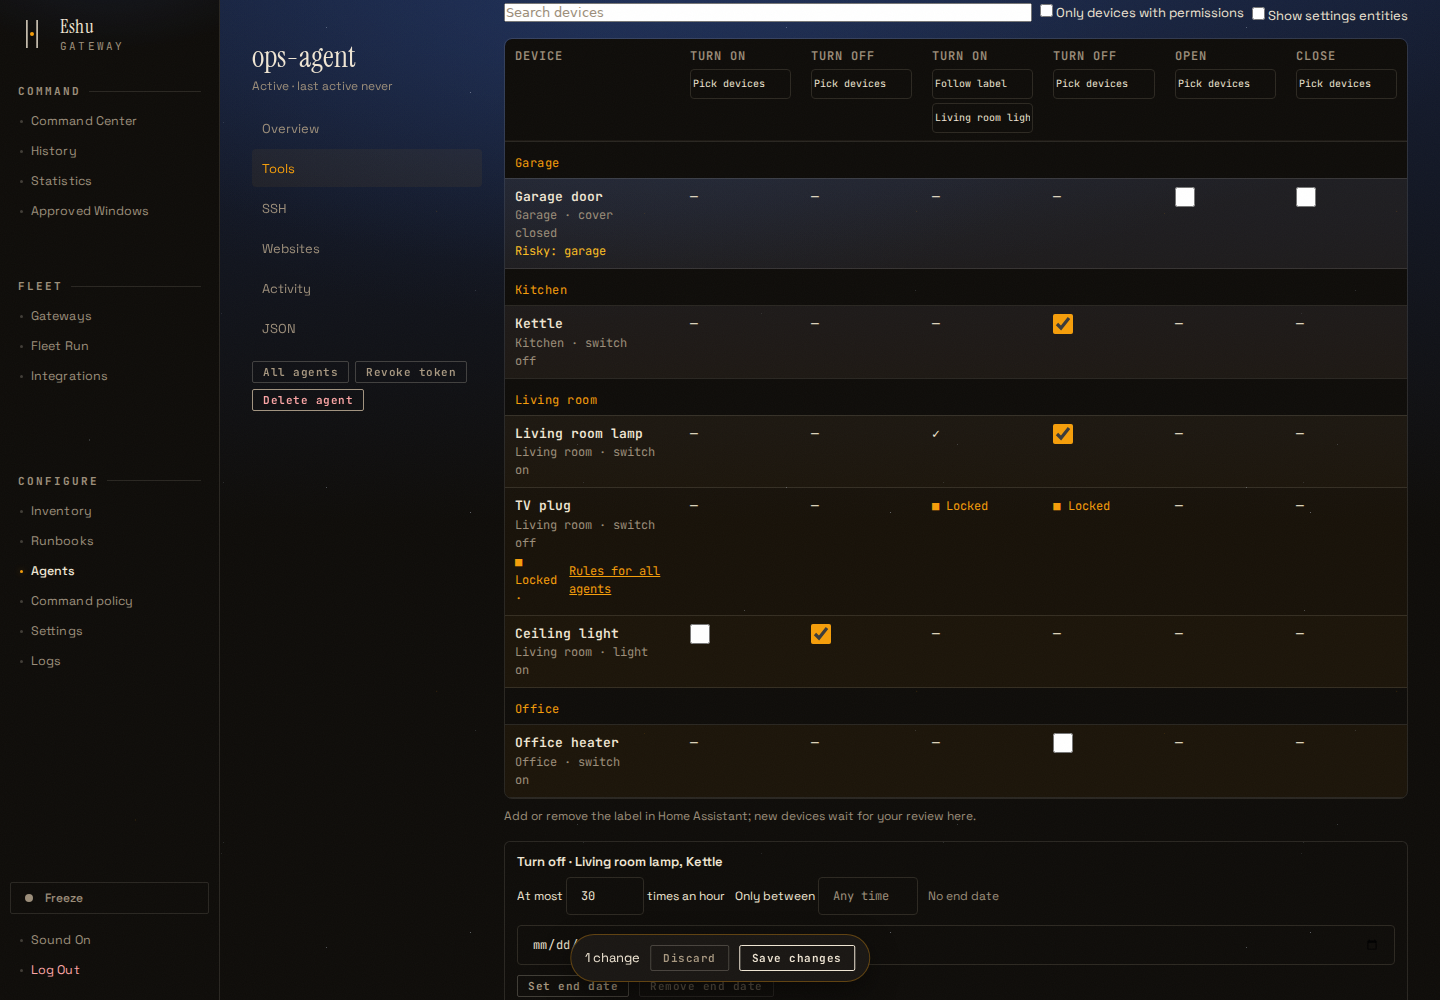 Eshu
GATEWAY
COMMAND
Command Center
History
Statistics
Approved Windows
FLEET
Gateways
Fleet Run
Integrations
CONFIGURE
Inventory
Runbooks
Agents
Command policy
Settings
Logs
Freeze
Sound On
Log Out
ops-agent
Active · last active never
Overview
Tools
SSH
Websites
Activity
JSON
All agents Revoke token
Delete agent
Search devices Only devices with permissions Show settings entities
DEVICE TURN ON TURN OFF TURN ON TURN OFF OPEN CLOSE
Pick devices Pick devices Follow label Pick devices Pick devices Pick devices
Living room ligh
Garage
Garage door — — — —
Garage · cover
closed
Risky: garage
Kitchen
Kettle — — — — —
Kitchen · switch
off
Living room
Living room lamp — — ✓ — —
Living room · switch
on
TV plug — — ■ Locked ■ Locked — —
Living room · switch
off
■
Locked Rules for all
· agents
Ceiling light — — — —
Living room · light
on
Office
Office heater — — — — —
Office · switch
on
Add or remove the label in Home Assistant; new devices wait for your review here.
Turn off · Living room lamp, Kettle
At most 30 times an hour Only between Any time No end date
mm/dd/
1 change Discard Save changes
Set end date Remove end date